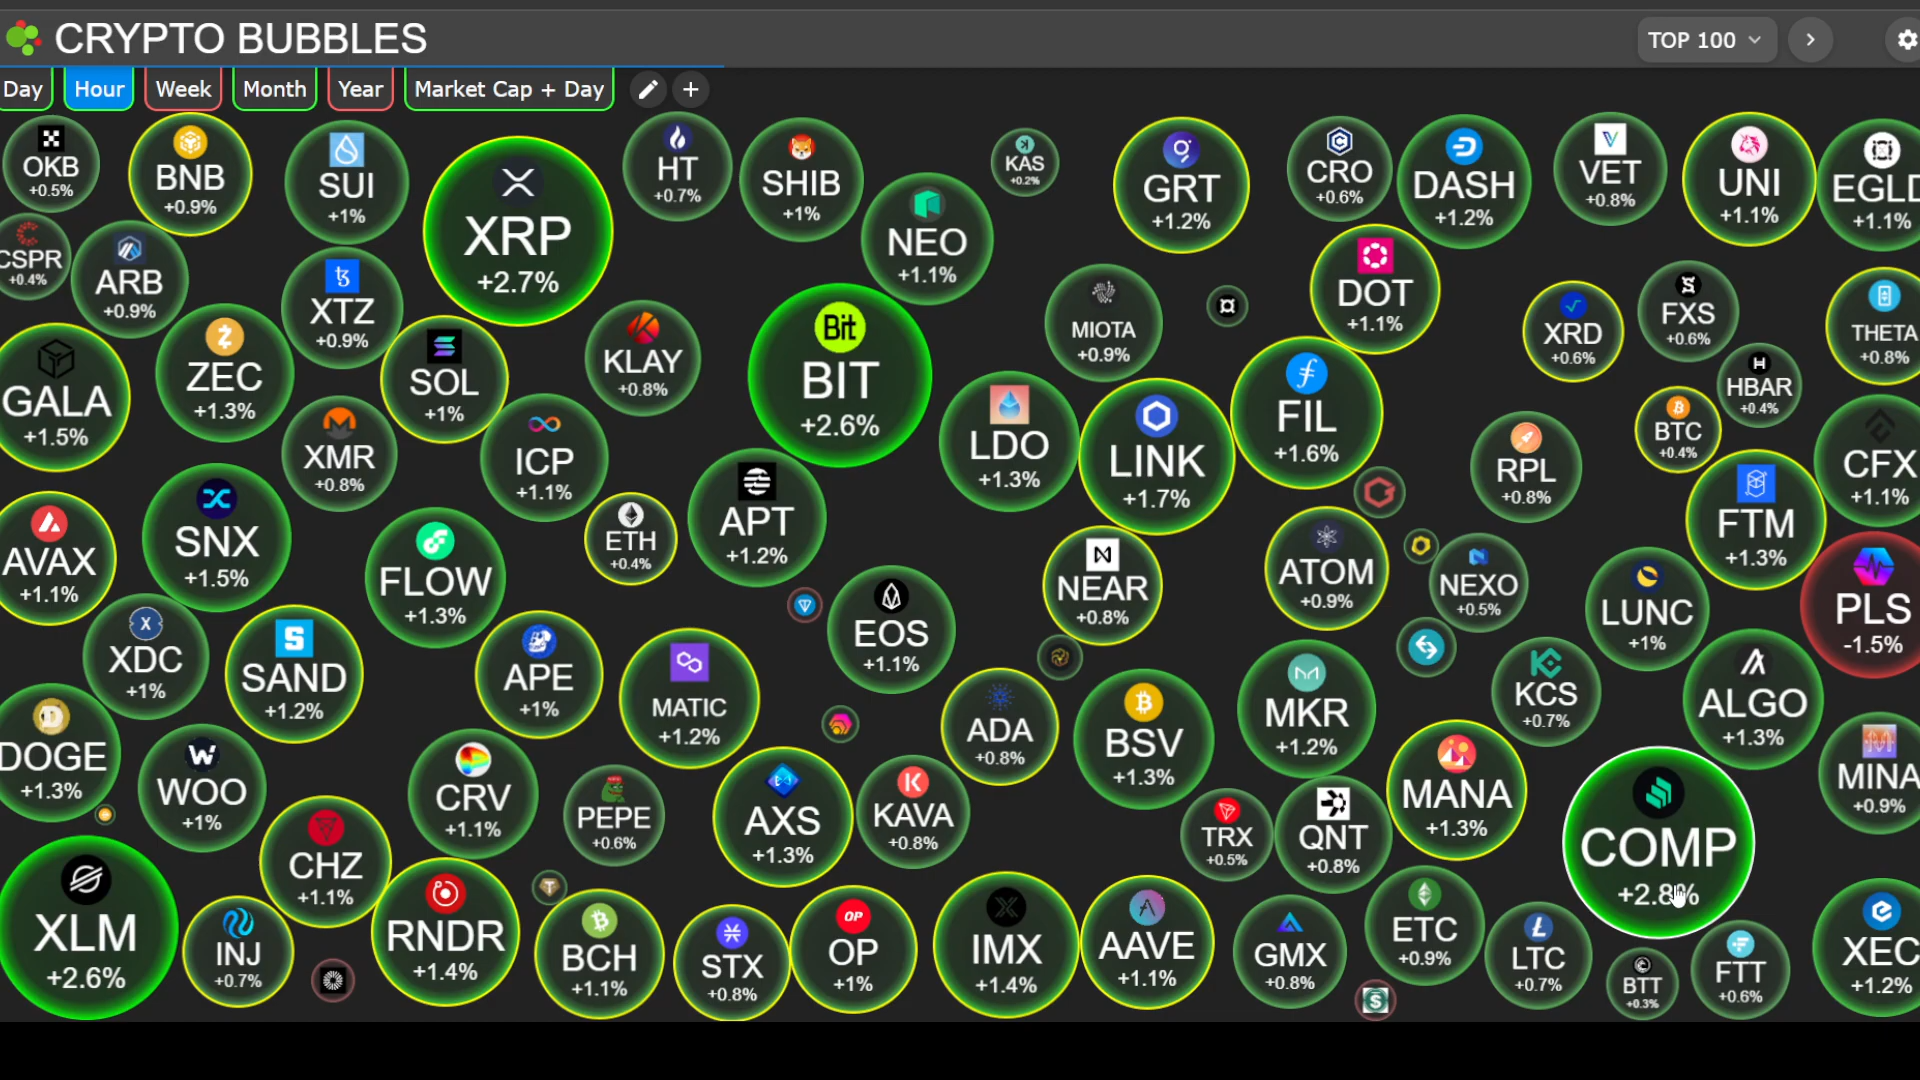 CRYPTO BUBBLES
TOP 100
Day
Hour
Week
Month
Year
Market Cap + Day
OKB
+0.5%
BNB
+0.9%
SUI
+1%
XRP
+2.7%
HT
+0.7%
SHIB
+1%
KAS
+0.2%
GRT
+1.2%
CRO
+0.6%
DASH
+1.2%
VET
+0.8%
UNI
+1.1%
EGLD
+1.1%
CSPR
+0.4%
ARB
+0.9%
XTZ
+0.9%
NEO
+1.1%
MIOTA
+0.9%
DOT
+1.1%
XRD
+0.6%
FXS
+0.6%
THETA
+0.8%
GALA
+1.5%
ZEC
+1.3%
SOL
+1%
KLAY
+0.8%
Bit
BIT
+2.6%
LDO
+1.3%
LINK
+1.7%
FIL
+1.6%
HBAR
+0.4%
BTC
+0.4%
XMR
+0.8%
ICP
+1.1%
RPL
+0.8%
CFX
+1.1%
AVAX
+1.1%
SNX
+1.5%
FLOW
+1.3%
ETH
+0.4%
APT
+1.2%
NEAR
+0.8%
ATOM
+0.9%
NEXO
+0.5%
FTM
+1.3%
LUNC
+1%
PLS
-1.5%
XDC
+1%
SAND
+1.2%
APE
+1%
MATIC
+1.2%
EOS
+1.1%
ADA
+0.8%
BSV
+1.3%
MKR
+1.2%
KCS
+0.7%
ALGO
+1.3%
DOGE
+1.3%
WOO
+1%
CRV
+1.1%
PEPE
+0.6%
AXS
+1.3%
KAVA
+0.8%
TRX
+0.5%
QNT
+0.8%
MANA
+1.3%
COMP
+2.8%
MINA
+0.9%
XLM
+2.6%
INJ
+0.7%
CHZ
+1.1%
RNDR
+1.4%
BCH
+1.1%
STX
+0.8%
OP
OP
+1%
IMX
+1.4%
AAVE
+1.1%
GMX
+0.8%
ETC
+0.9%
LTC
+0.7%
BTT
+0.3%
FTT
+0.6%
XEC
+1.2%